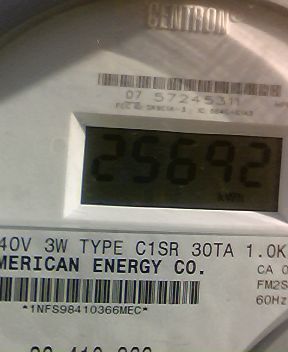 CENTRON
07 57245311
25692
kWh
40V 3W TYPE C1SR 30TA 1.0K
MERICAN ENERGY CO.
CA 0
FM2S
60Hz
*1NFS98410366MEC*